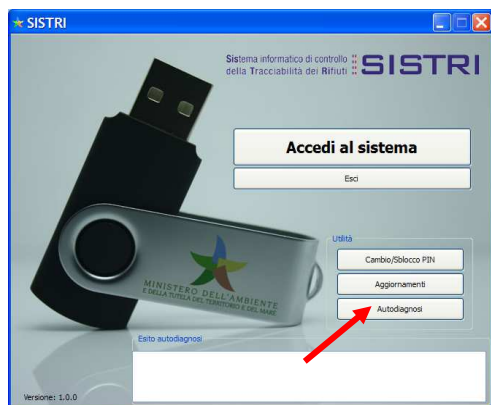 SISTRI
Sistema informatico di controllo
della Tracciabilità dei Rifiuti
SISTRI
Accedi al sistema
Esci
Utilità
Cambio/Sblocco PIN
Aggiornamenti
Autodiagnosi
MINISTERO DELL'AMBIENTE
E DELLA TUTELA DEL TERRITORIO E DEL MARE
Esito autodiagnosi
Versione: 1.0.0